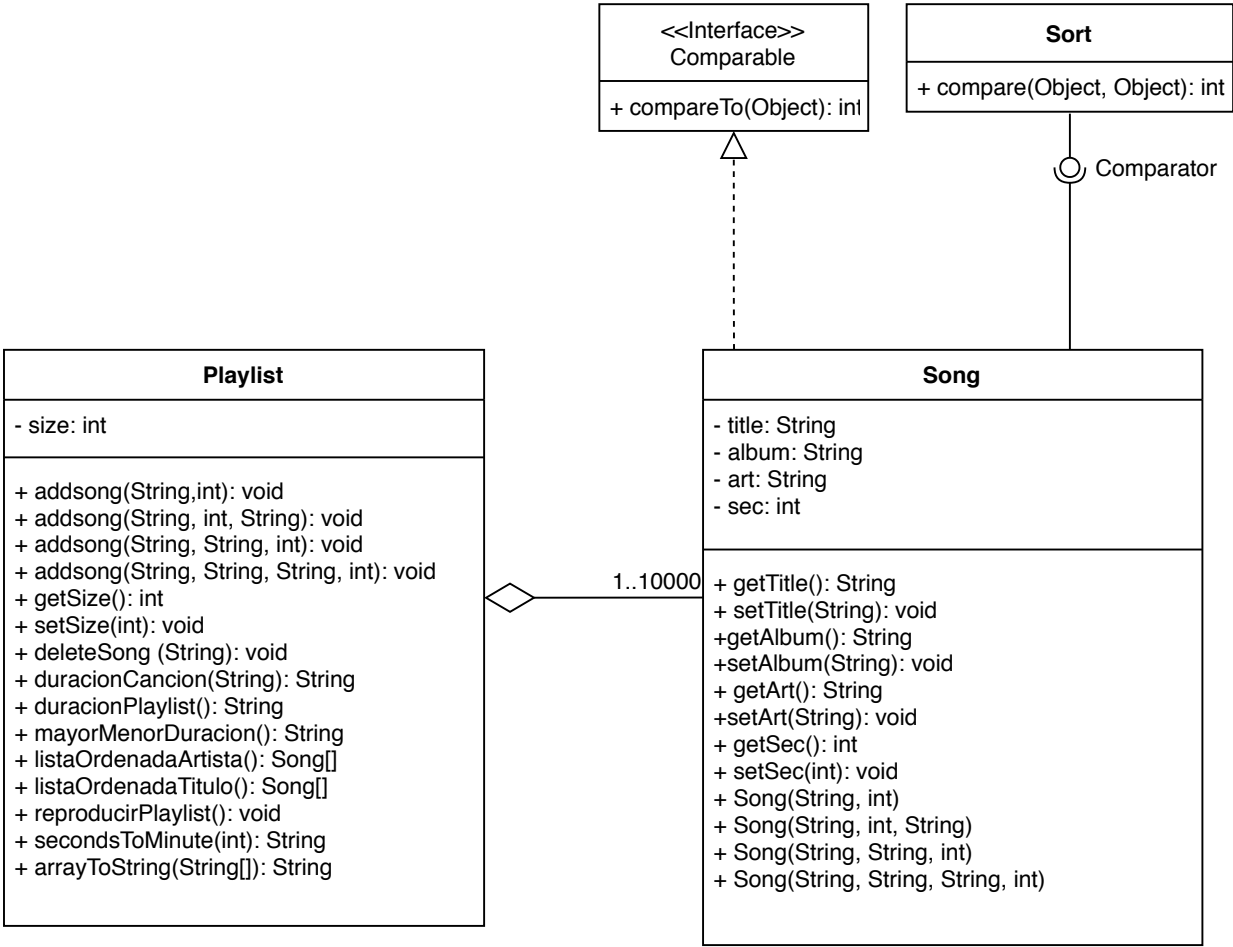 <<Interface>>
Comparable
+ compareTo(Object): int
Sort
+ compare(Object, Object): int
Comparator
Playlist
- size: int
+ addsong(String,int): void
+ addsong(String, int, String): void
+ addsong(String, String, int): void
+ addsong(String, String, String, int): void
+ getSize(): int
+ setSize(int): void
+ deleteSong (String): void
+ duracionCancion(String): String
+ duracionPlaylist(): String
+ mayorMenorDuracion(): String
+ listaOrdenadaArtista(): Song[]
+ listaOrdenadaTitulo(): Song[]
+ reproducirPlaylist(): void
+ secondsToMinute(int): String
+ arrayToString(String[]): String
1..10000
Song
- title: String
- album: String
- art: String
- sec: int
+ getTitle(): String
+ setTitle(String): void
+getAlbum(): String
+setAlbum(String): void
+ getArt(): String
+setArt(String): void
+ getSec(): int
+ setSec(int): void
+ Song(String, int)
+ Song(String, int, String)
+ Song(String, String, int)
+ Song(String, String, String, int)